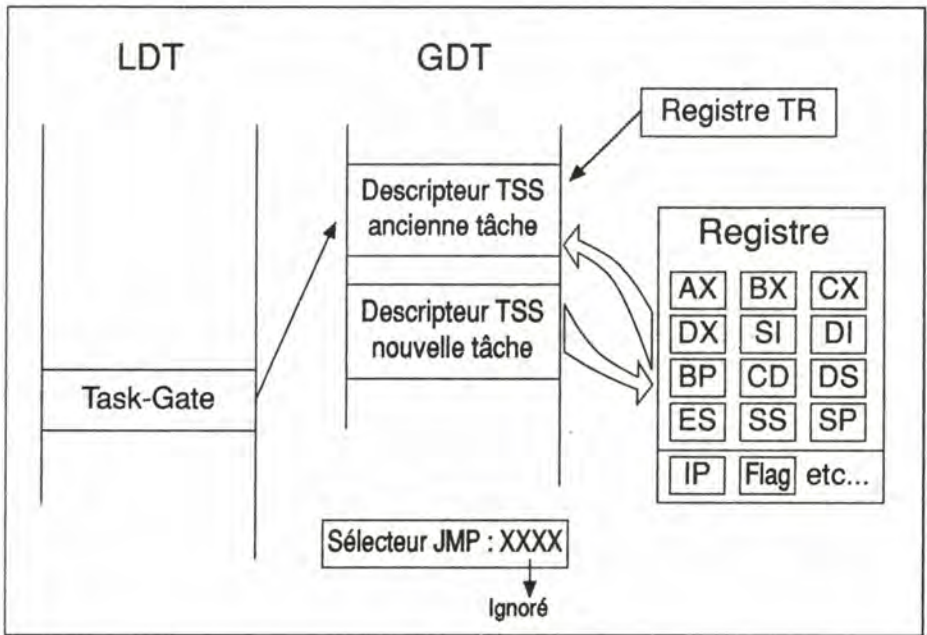 LDT
GDT
Registre TR
Descripteur TSS
ancienne tâche
Descripteur TSS
nouvelle tâche
Task-Gate
Registre
AX BX CX
DX SI DI
BP CD DS
ES SS SP
IP Flag etc...
Sélecteur JMP : XXXX
Ignoré